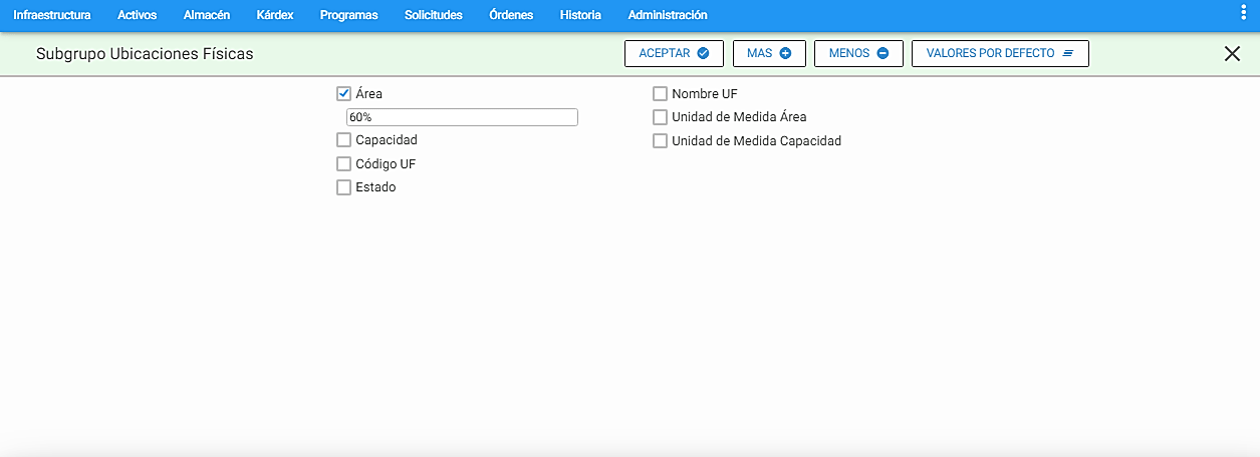 Infraestructura Activos Almacén Kárdex Programas Solicitudes Órdenes Historia Administración
Subgrupo Ubicaciones Físicas ACEPTAR MAS MENOS VALORES POR DEFECTO
Área
60%
Capacidad
Código UF
Estado
Nombre UF
Unidad de Medida Área
Unidad de Medida Capacidad